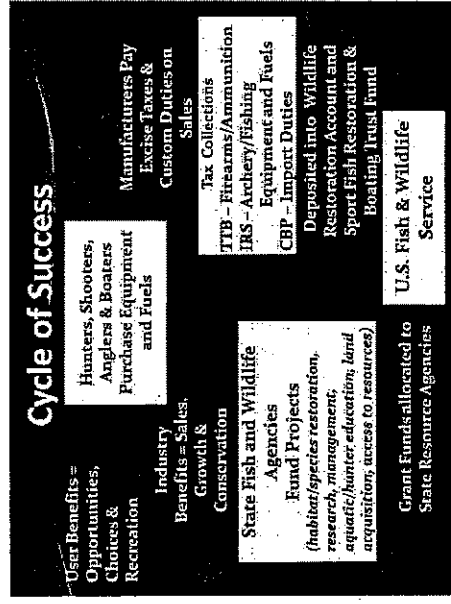 Cycle of Success
Hunters, Shooters,
Anglers & Boaters
Purchase Equipment
and Fuels
Manufacturers Pay
Excise Taxes &
Custom Duties on
Sales
Tax Collections
TTB – Firearms/Ammunition
IRS – Archery/Fishing
Equipment and Fuels
CBP – Import Duties
Deposited into Wildlife
Restoration Account and
Sport Fish Restoration &
Boating Trust Fund
U.S. Fish & Wildlife
Service
Grant Funds allocated to
State Resource Agencies
State Fish and Wildlife
Agencies
Fund Projects
(habitat/species restoration,
research, management,
aquatic/hunter education, land
acquisition, access to resources)
Industry
Benefits = Sales,
Growth &
Conservation
User Benefits =
Opportunities,
Choices &
Recreation